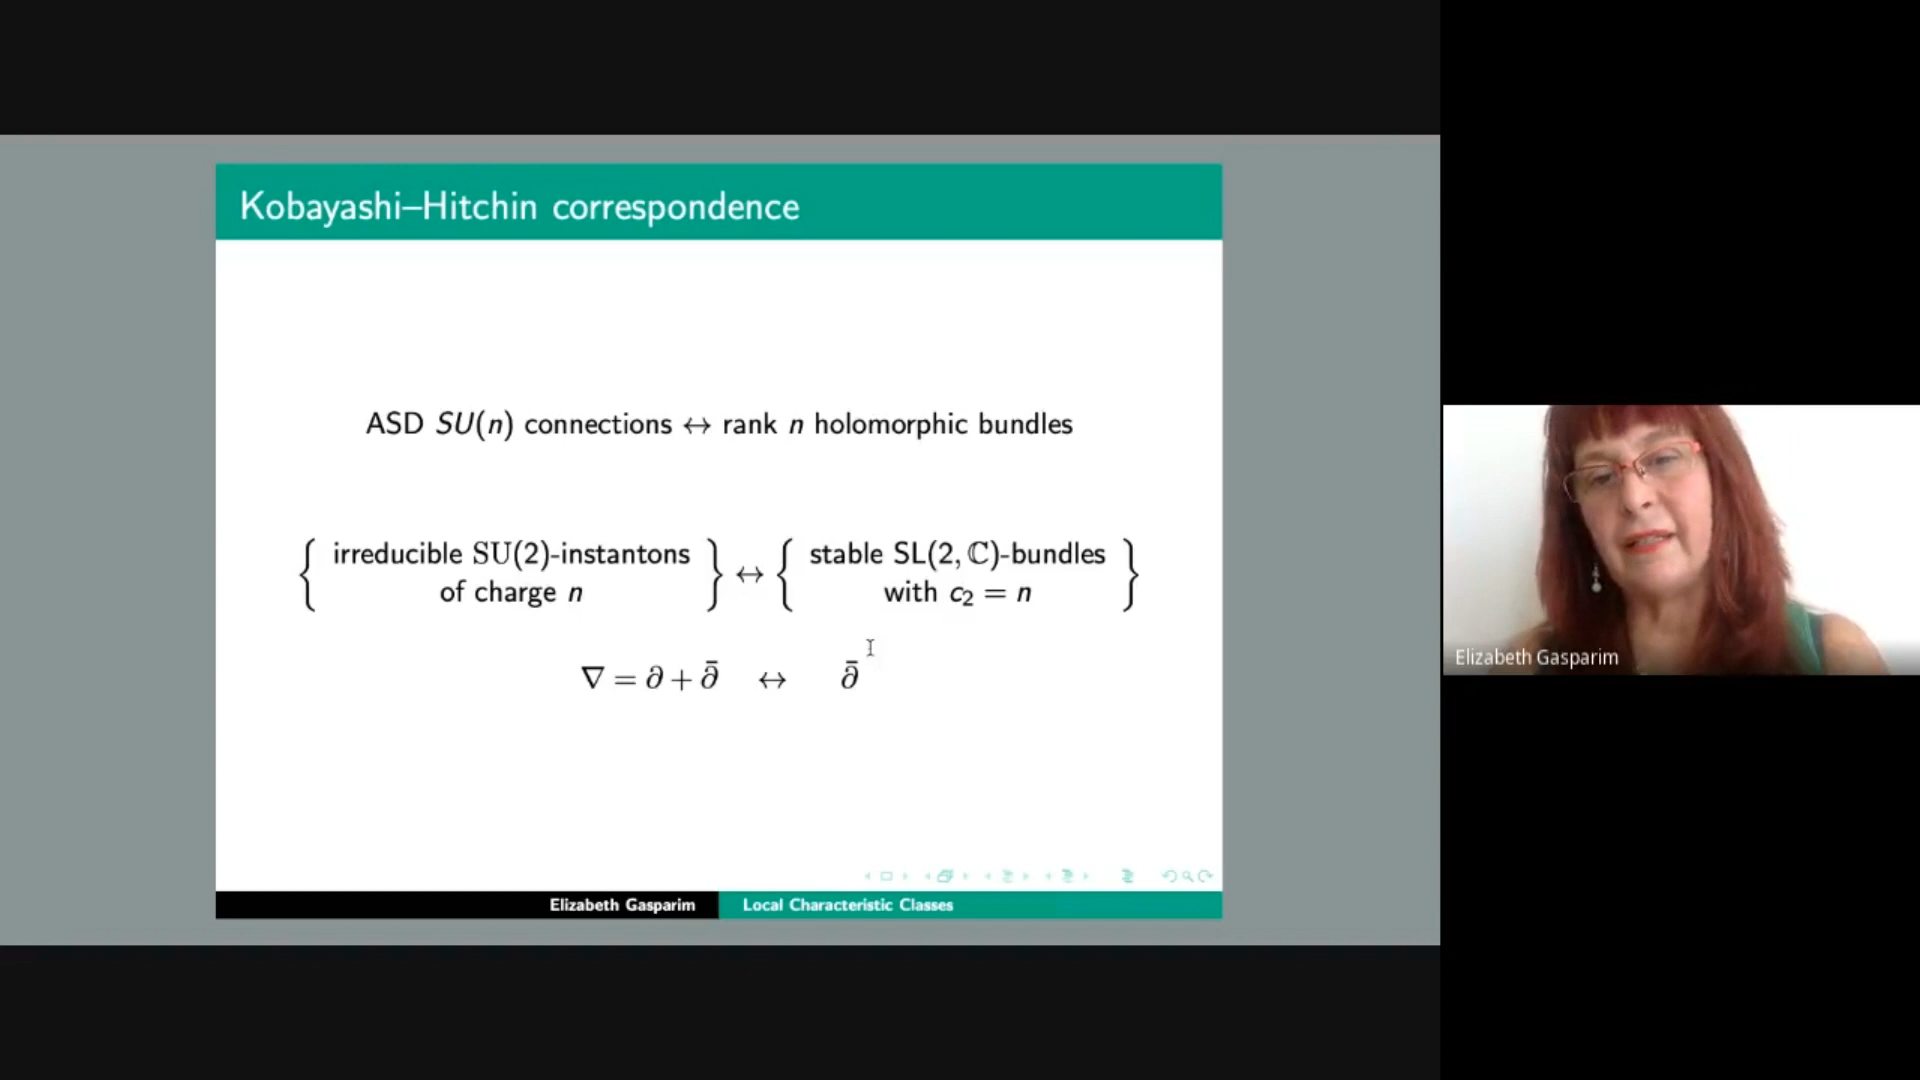 Kobayashi–Hitchin correspondence
ASD SU(n) connections ↔ rank n holomorphic bundles
{ irreducible SU(2)-instantons of charge n } ↔ { stable SL(2, ℂ)-bundles with c₂ = n }
∇ = ∂ + ∂̄ ↔ ∂̄
Elizabeth Gasparim
Local Characteristic Classes
Elizabeth Gasparim